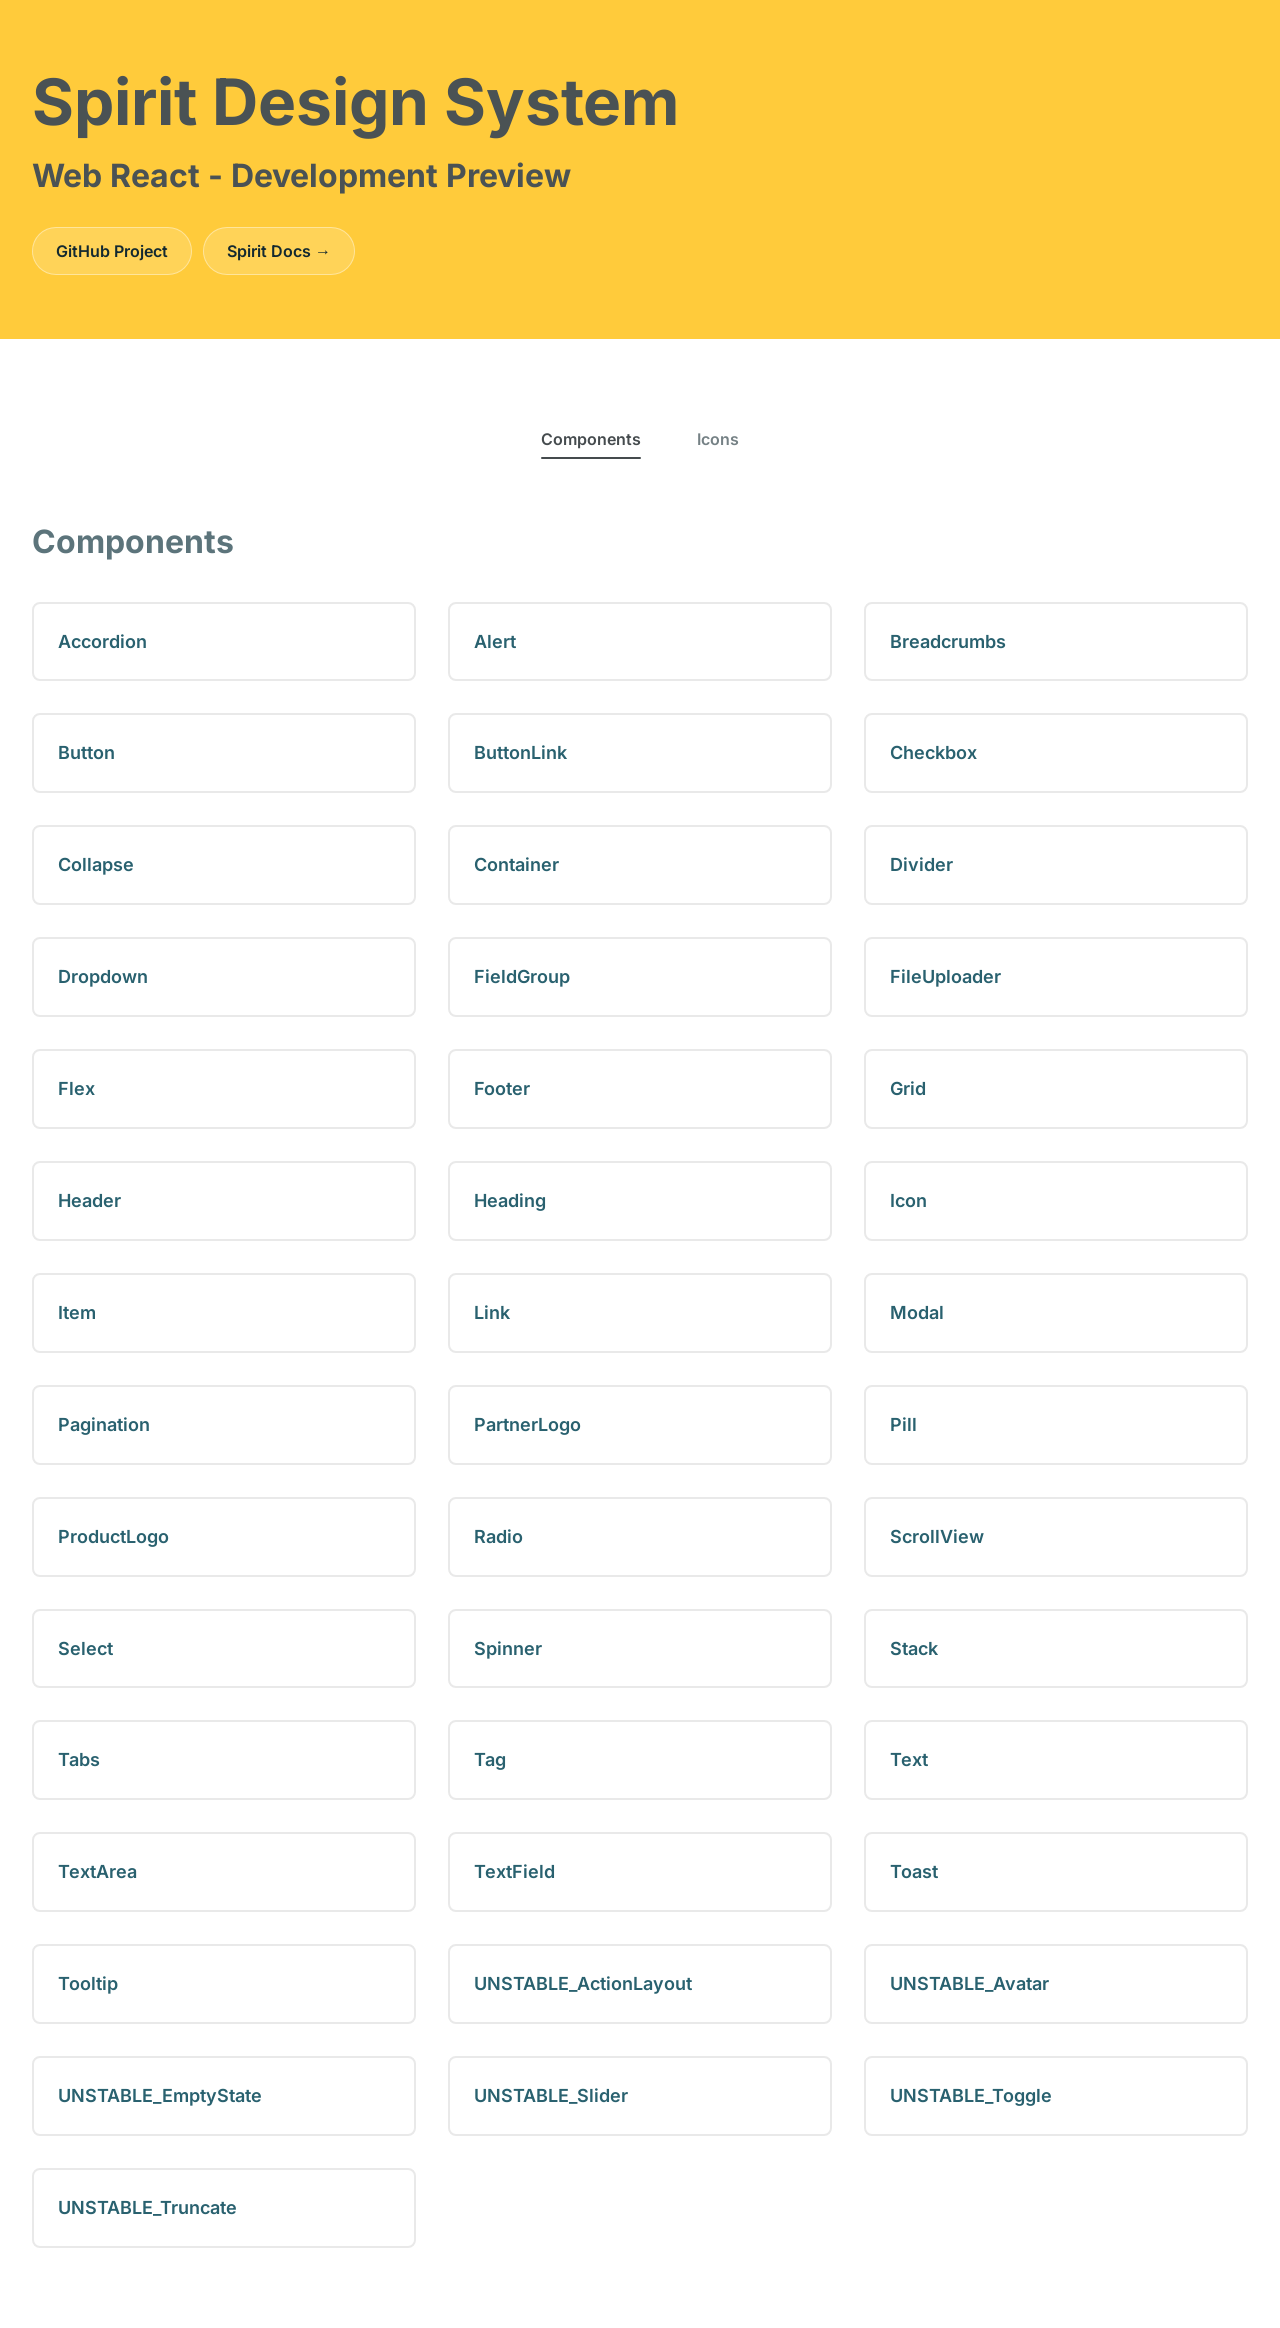 Spirit Design System
Web React - Development Preview
GitHub Project
Spirit Docs →
Components
Icons
Components
Accordion
Alert
Breadcrumbs
Button
ButtonLink
Checkbox
Collapse
Container
Divider
Dropdown
FieldGroup
FileUploader
Flex
Footer
Grid
Header
Heading
Icon
Item
Link
Modal
Pagination
PartnerLogo
Pill
ProductLogo
Radio
ScrollView
Select
Spinner
Stack
Tabs
Tag
Text
TextArea
TextField
Toast
Tooltip
UNSTABLE_ActionLayout
UNSTABLE_Avatar
UNSTABLE_EmptyState
UNSTABLE_Slider
UNSTABLE_Toggle
UNSTABLE_Truncate